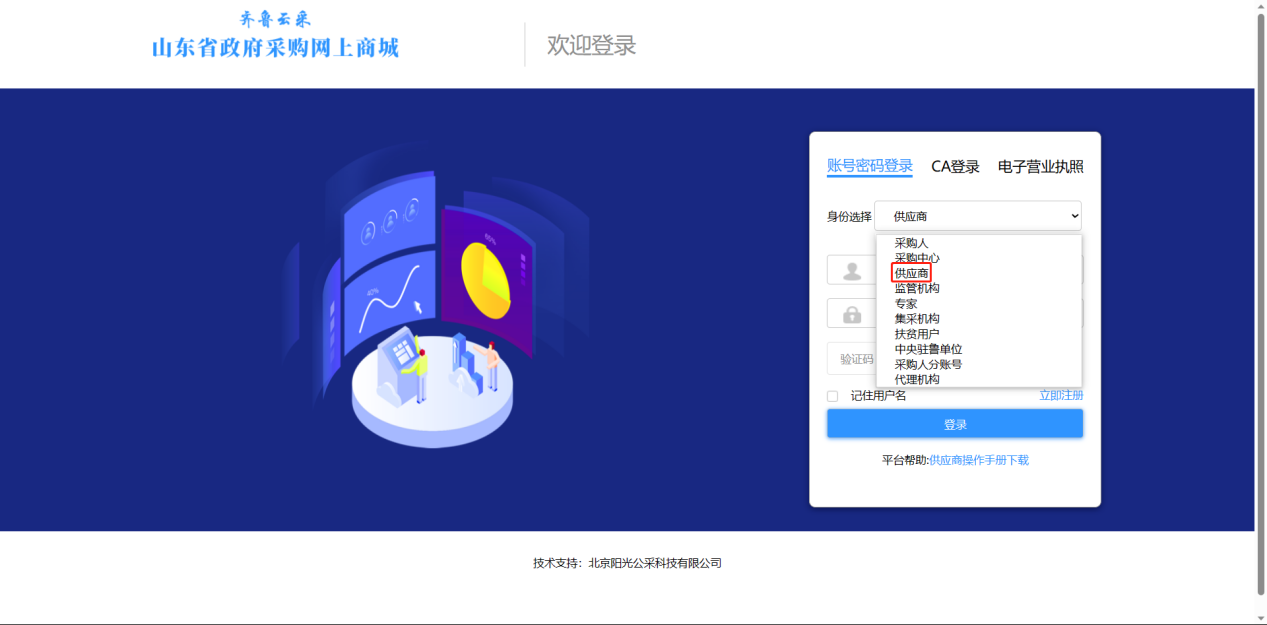 齐鲁云采
山东省政府采购网上商城
欢迎登录
账号密码登录 CA登录 电子营业执照
身份选择 供应商
采购人
采购中心
供应商
监管机构
专家
集采机构
扶贫用户
中央驻鲁单位
采购人分账号
代理机构
验证码
记住用户名 立即注册
登录
平台帮助:供应商操作手册下载
60%
40%
技术支持：北京阳光公采科技有限公司